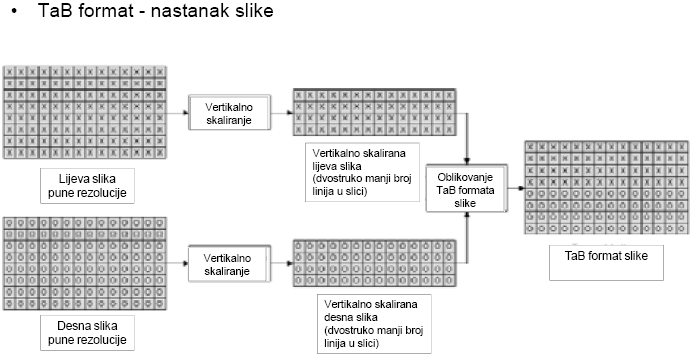 • TaB format - nastanak slike
Vertikalno
skaliranje
Lijeva slika
pune rezolucije
Vertikalno skalirana
lijeva slika
(dvostruko manji broj
linija u slici)
Oblikovanje
TaB formata
slike
Desna slika
pune rezolucije
Vertikalno
skaliranje
Vertikalno skalirana
desna slika
(dvostruko manji broj
linija u slici)
TaB format slike